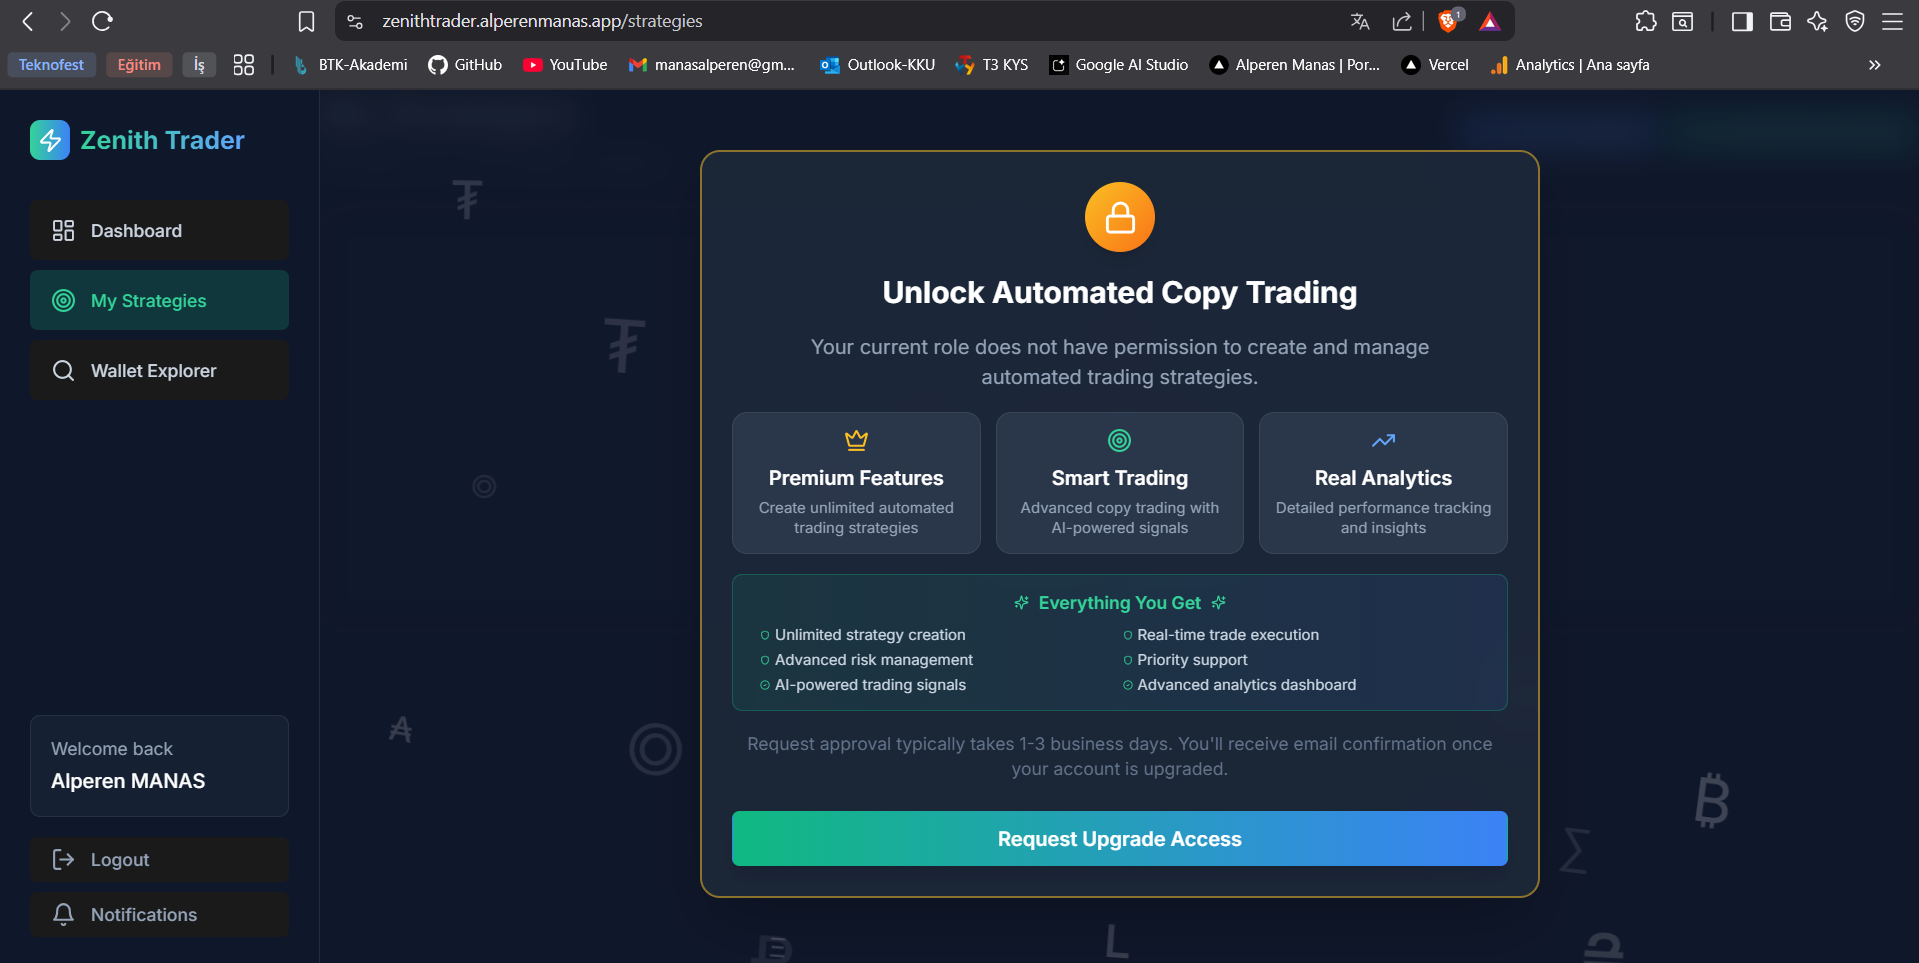 zenithtrader.alperenmanas.app/strategies
1
Teknofest
Eğitim
İş
BTK-Akademi
GitHub
YouTube
manasalperen@gm...
Outlook-KKU
T3 KYS
Google AI Studio
Alperen Manas | Por...
Vercel
Analytics | Ana sayfa
Zenith Trader
Dashboard
My Strategies
Wallet Explorer
Welcome back
Alperen MANAS
Logout
Notifications
Unlock Automated Copy Trading
Your current role does not have permission to create and manage
automated trading strategies.
Premium Features
Create unlimited automated
trading strategies
Smart Trading
Advanced copy trading with
AI-powered signals
Real Analytics
Detailed performance tracking
and insights
Everything You Get
Unlimited strategy creation
Real-time trade execution
Advanced risk management
Priority support
AI-powered trading signals
Advanced analytics dashboard
Request approval typically takes 1-3 business days. You'll receive email confirmation once
your account is upgraded.
Request Upgrade Access